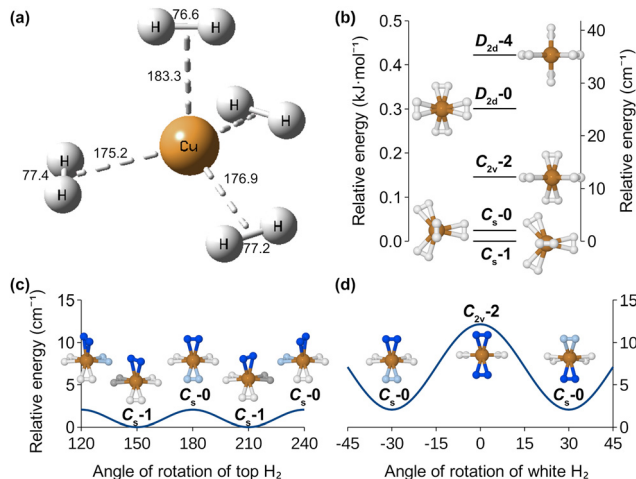 (a)
76.6
H
H
183.3
H
H
H
175.2
Cu
77.4
H
176.9
H
H
77.2
(b)
Relative energy (kJ·mol⁻¹)
0.5
0.4
0.3
0.2
0.1
0.0
D2d-4
D2d-0
C2v-2
Cs-0
Cs-1
40
30
20
10
0
Relative energy (cm⁻¹)
(c)
Relative energy (cm⁻¹)
15
10
5
0
Cs-1
Cs-0
Cs-1
Cs-0
120
150
180
210
240
Angle of rotation of top H2
(d)
C2v-2
Cs-0
Cs-0
15
10
5
0
-45
-30
-15
0
15
30
45
Angle of rotation of white H2
Relative energy (cm⁻¹)